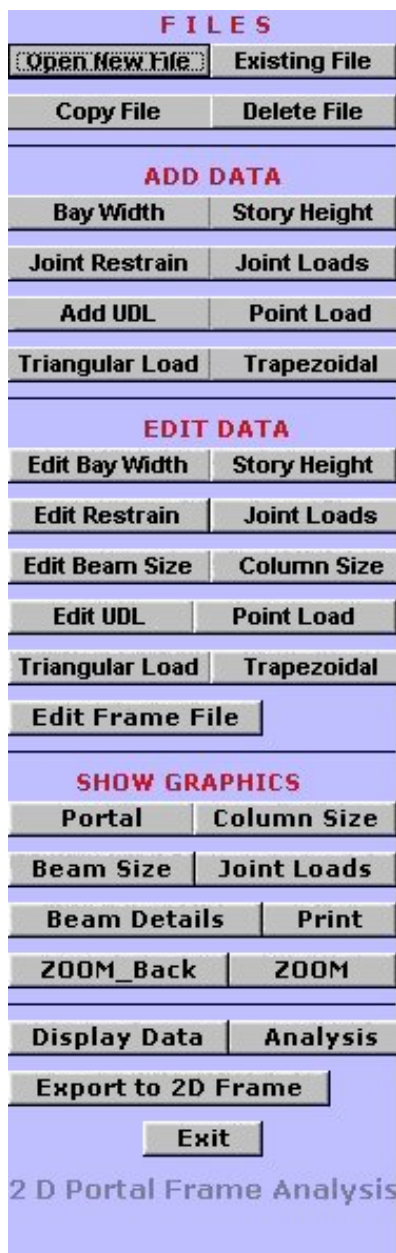 FILES
Open New File Existing File
Copy File Delete File
ADD DATA
Bay Width Story Height
Joint Restrain Joint Loads
Add UDL Point Load
Triangular Load Trapezoidal
EDIT DATA
Edit Bay Width Story Height
Edit Restrain Joint Loads
Edit Beam Size Column Size
Edit UDL Point Load
Triangular Load Trapezoidal
Edit Frame File
SHOW GRAPHICS
Portal Column Size
Beam Size Joint Loads
Beam Details Print
ZOOM_Back ZOOM
Display Data Analysis
Export to 2D Frame
Exit
2 D Portal Frame Analysis